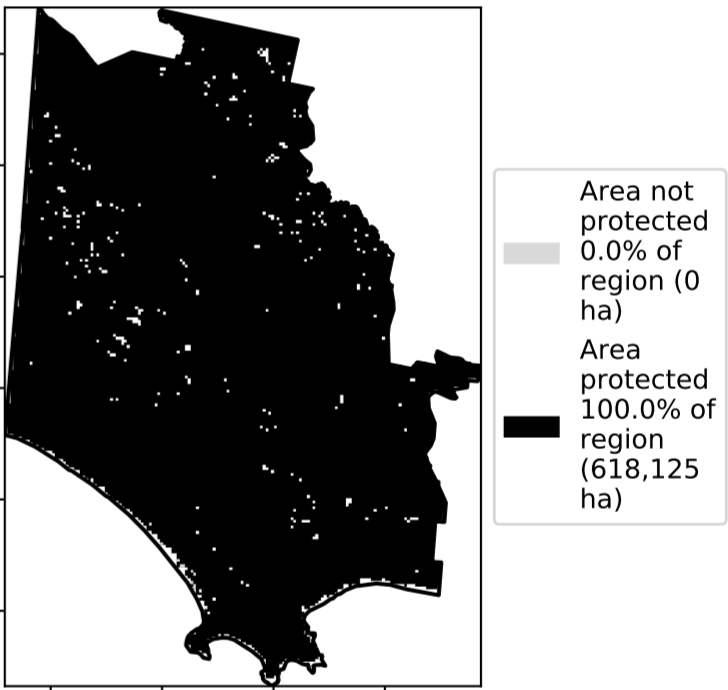 Area not
protected
0.0% of
region (0
ha)
Area
protected
100.0% of
region
(618,125
ha)